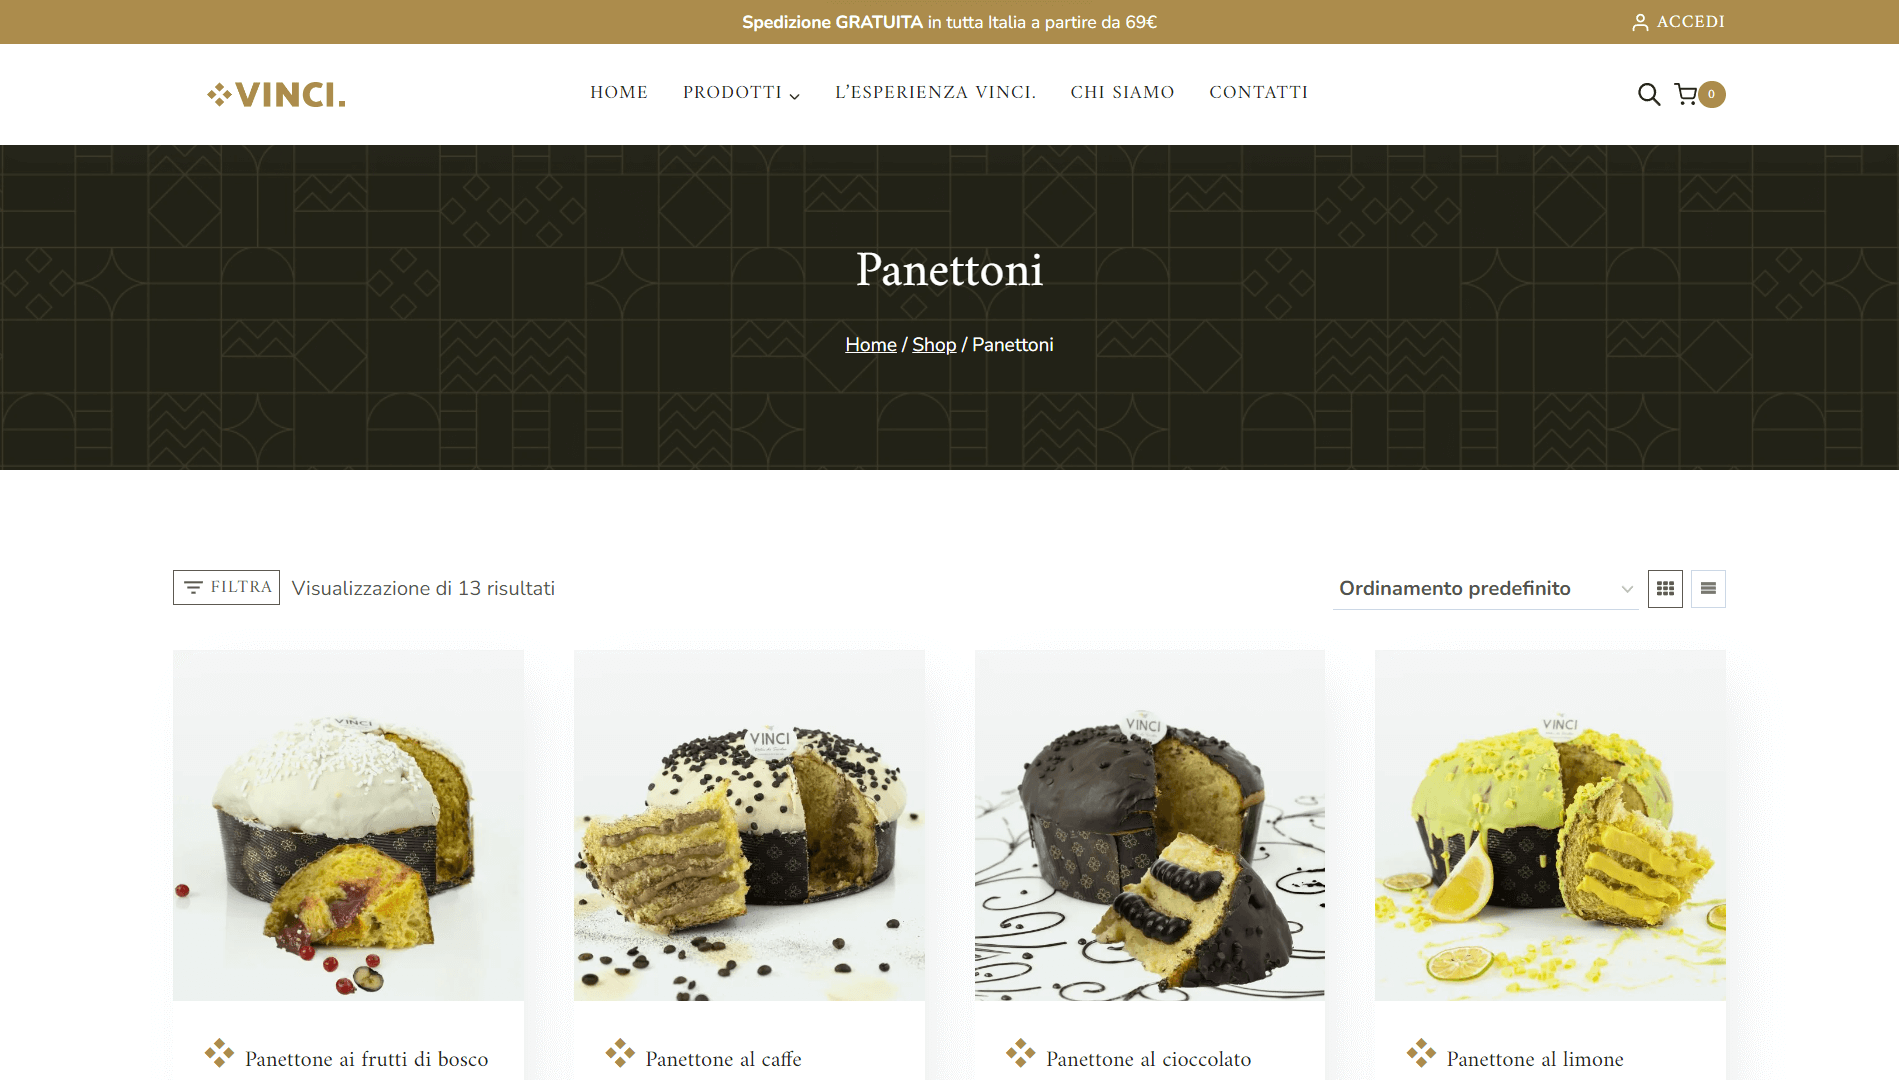 Spedizione GRATUITA in tutta Italia a partire da 69€
ACCEDI
VINCI.
HOME PRODOTTI L'ESPERIENZA VINCI. CHI SIAMO CONTATTI
0
Panettoni
Home / Shop / Panettoni
FILTRA
Visualizzazione di 13 risultati
Ordinamento predefinito
VINCI
VINCI
VINCI
VINCI
Panettone ai frutti di bosco
Panettone al caffe
Panettone al cioccolato
Panettone al limone